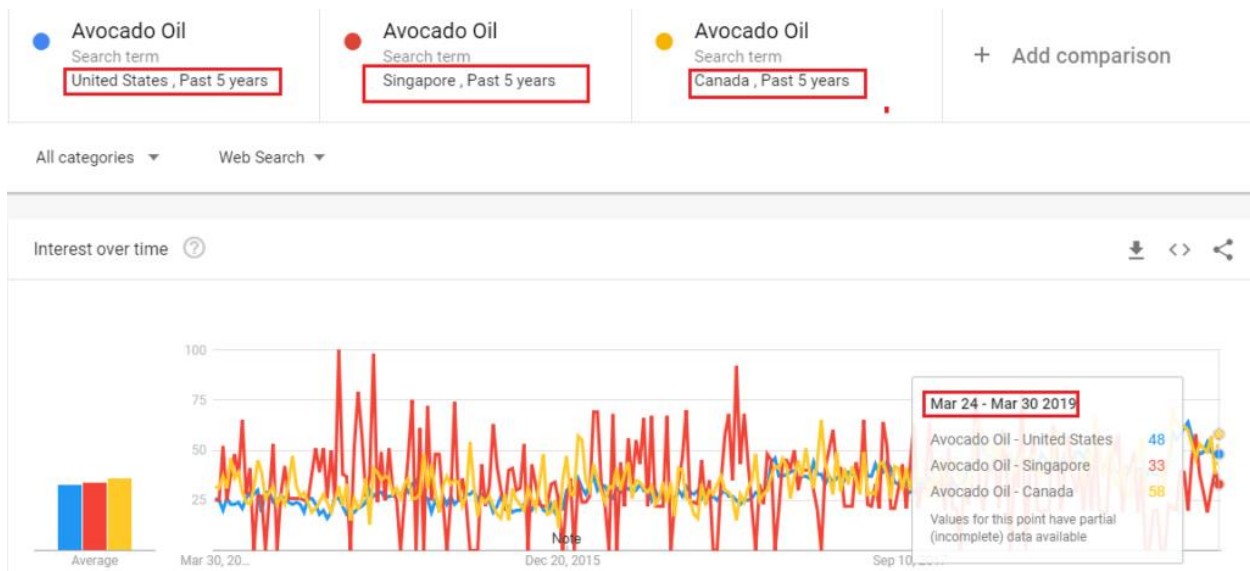 Avocado Oil
Search term
United States , Past 5 years
Avocado Oil
Search term
Singapore , Past 5 years
Avocado Oil
Search term
Canada , Past 5 years
+ Add comparison
All categories
Web Search
Interest over time
100
75
50
25
Average
Mar 30, 20...
Note
Dec 20, 2015
Sep 10,
Mar 24 - Mar 30 2019
Avocado Oil - United States 48
Avocado Oil - Singapore 33
Avocado Oil - Canada 58
Values for this point have partial
(incomplete) data available